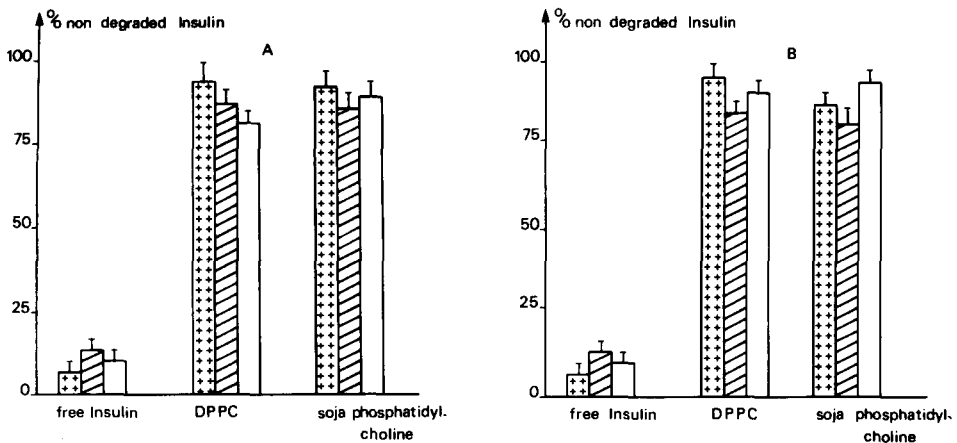 % non degraded Insulin
A
100
75
50
25
0
free Insulin DPPC soja phosphatidyl-
choline
% non degraded Insulin
B
100
75
50
25
0
free Insulin DPPC soja phosphatidyl-
choline